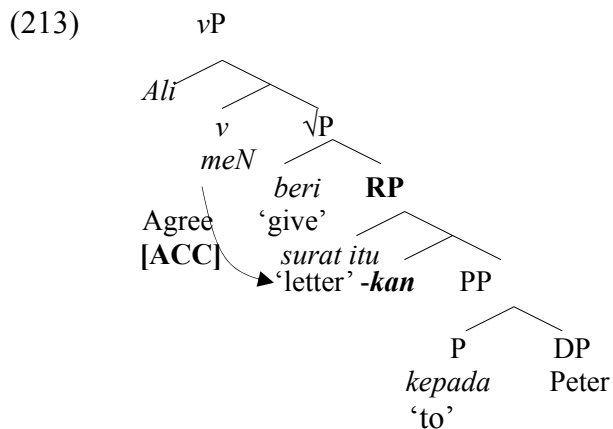 (213) vP
Ali
v √P
meN
beri RP
Agree ‘give’
surat itu
[ACC] ‘letter’ -kan PP
P DP
kepada Peter
‘to’